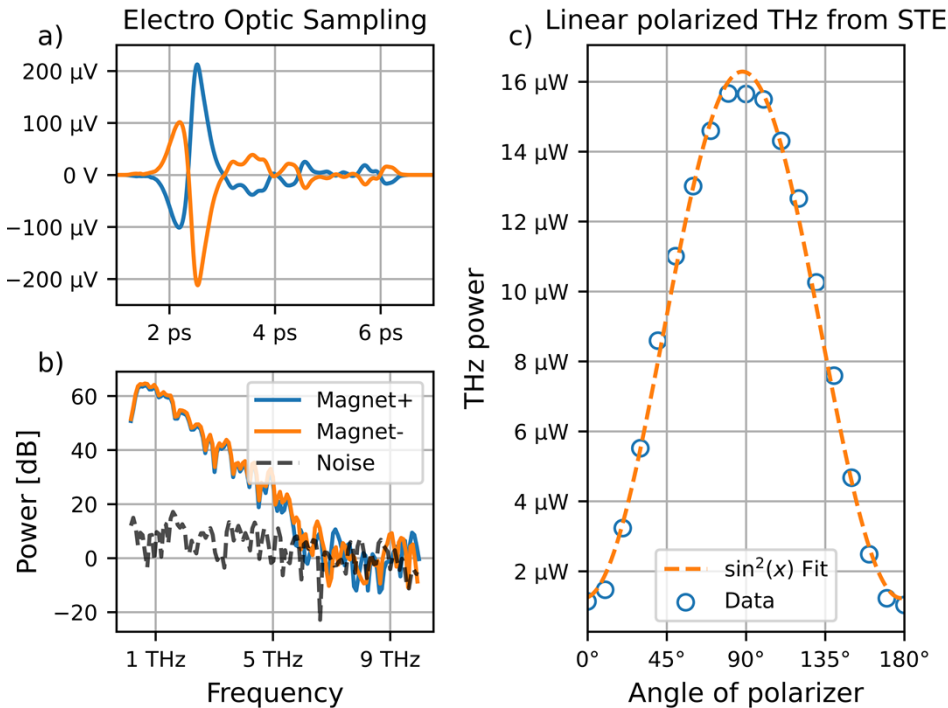 Electro Optic Sampling
a)
200 µV
100 µV
0 V
−100 µV
−200 µV
2 ps
4 ps
6 ps
b)
60
40
20
0
−20
Power [dB]
Magnet+
Magnet-
Noise
1 THz
5 THz
9 THz
Frequency
c)
Linear polarized THz from STE
16 µW
14 µW
12 µW
10 µW
8 µW
6 µW
4 µW
2 µW
THz power
sin²(x) Fit
Data
0°
45°
90°
135°
180°
Angle of polarizer